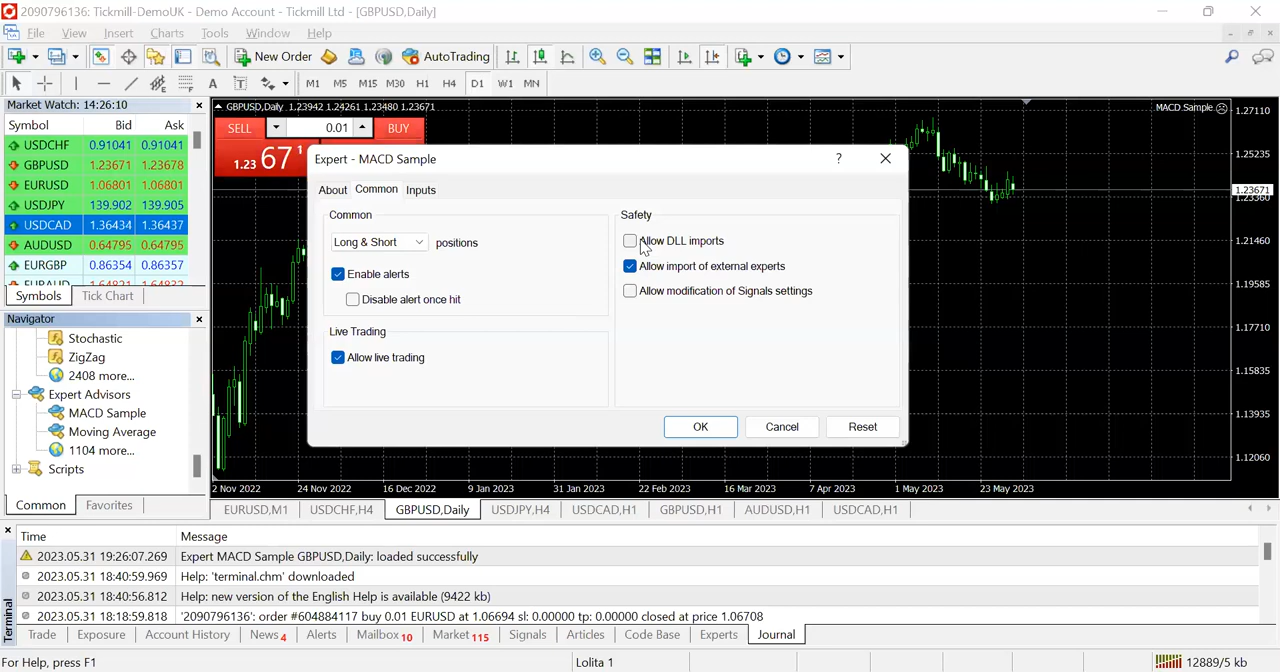 2090796136: Tickmill-DemoUK - Demo Account - Tickmill Ltd - [GBPUSD,Daily]
File View Insert Charts Tools Window Help
New Order AutoTrading
M1 M5 M15 M30 H1 H4 D1 W1 MN
Market Watch: 14:26:10
Symbol Bid Ask
USDCHF 0.91041 0.91041
GBPUSD 1.23671 1.23678
EURUSD 1.06801 1.06801
USDJPY 139.902 139.905
USDCAD 1.36434 1.36437
AUDUSD 0.64795 0.64795
EURGBP 0.86354 0.86357
Symbols Tick Chart
Navigator
Stochastic
ZigZag
2408 more...
Expert Advisors
MACD Sample
Moving Average
1104 more...
Scripts
Common Favorites
GBPUSD,Daily 1.23942 1.24261 1.23480 1.23671
SELL 0.01 BUY
1.23 67 1
MACD Sample
Expert - MACD Sample ?
About Common Inputs
Common
Long & Short positions
Enable alerts
Disable alert once hit
Live Trading
Allow live trading
Safety
Allow DLL imports
Allow import of external experts
Allow modification of Signals settings
OK Cancel Reset
1.27110
1.25235
1.23671
1.23360
1.21460
1.19585
1.17710
1.15835
1.13935
1.12060
2 Nov 2022 24 Nov 2022 16 Dec 2022 9 Jan 2023 31 Jan 2023 22 Feb 2023 16 Mar 2023 7 Apr 2023 1 May 2023 23 May 2023
EURUSD,M1 USDCHF,H4 GBPUSD,Daily USDJPY,H4 USDCAD,H1 GBPUSD,H1 AUDUSD,H1 USDCAD,H1
Time Message
2023.05.31 19:26:07.269 Expert MACD Sample GBPUSD,Daily: loaded successfully
2023.05.31 18:40:59.969 Help: 'terminal.chm' downloaded
2023.05.31 18:40:56.812 Help: new version of the English Help is available (9422 kb)
2023.05.31 18:18:59.818 '2090796136': order #604884117 buy 0.01 EURUSD at 1.06694 sl: 0.00000 tp: 0.00000 closed at price 1.06708
Terminal
Trade Exposure Account History News 4 Alerts Mailbox 10 Market 115 Signals Articles Code Base Experts Journal
For Help, press F1 Lolita 1 12889/5 kb